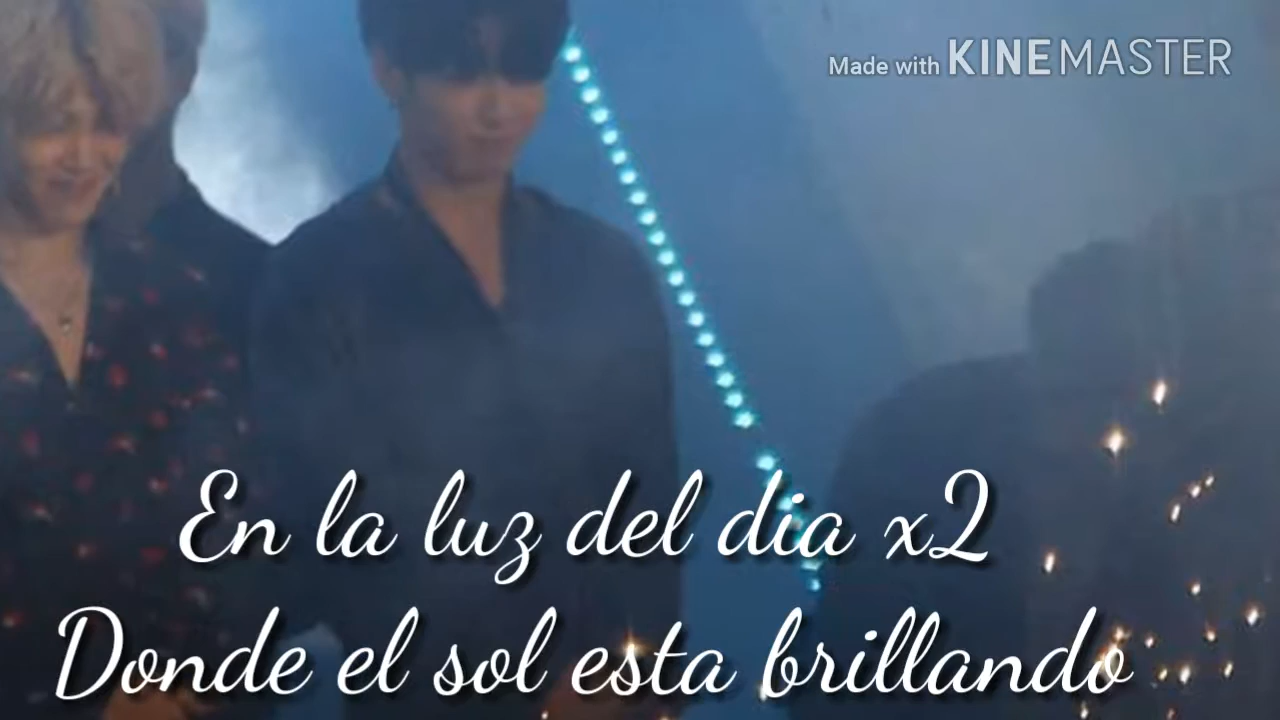 Made with KINEMASTER
En la luz del dia x2
Donde el sol esta brillando